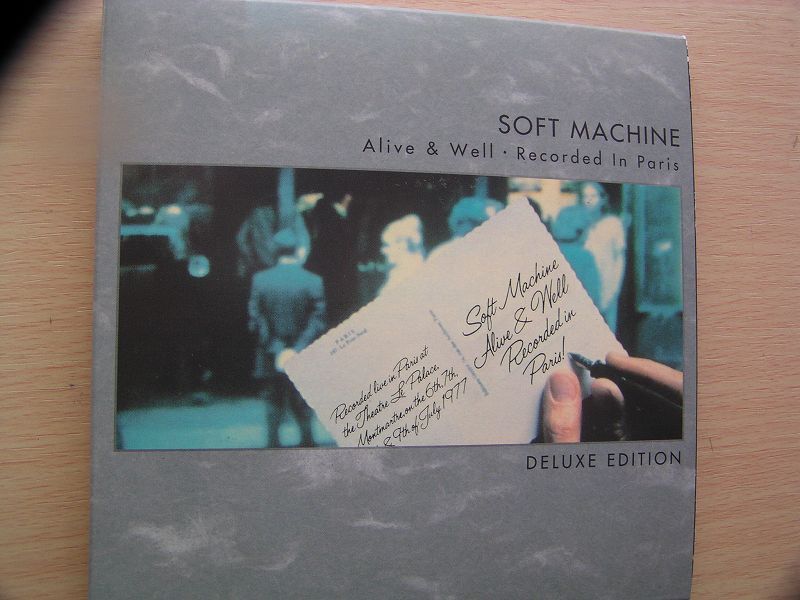 SOFT MACHINE
Alive & Well · Recorded In Paris
PARIS
Recorded live in Paris at
the Theatre Le Palace,
Montmartre on the 6th, 7th,
& 9th of July 1977
Soft Machine
Alive & Well
Recorded in
Paris!
DELUXE EDITION